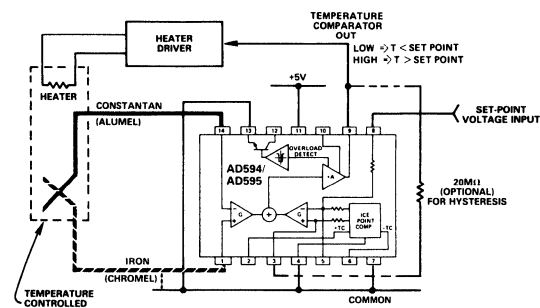 TEMPERATURE
COMPARATOR
OUT
LOW ⇒ T < SET POINT
HIGH ⇒ T > SET POINT
HEATER
DRIVER
+5V
HEATER
CONSTANTAN
(ALUMEL)
SET-POINT
VOLTAGE INPUT
14 13 12 11 10 9 8
OVERLOAD
DETECT
AD594/
AD595
+A
20MΩ
(OPTIONAL)
FOR HYSTERESIS
G
G
ICE
POINT
COMP
+TC
-TC
IRON
(CHROMEL)
1 2 3 4 5 6 7
TEMPERATURE
CONTROLLED
COMMON